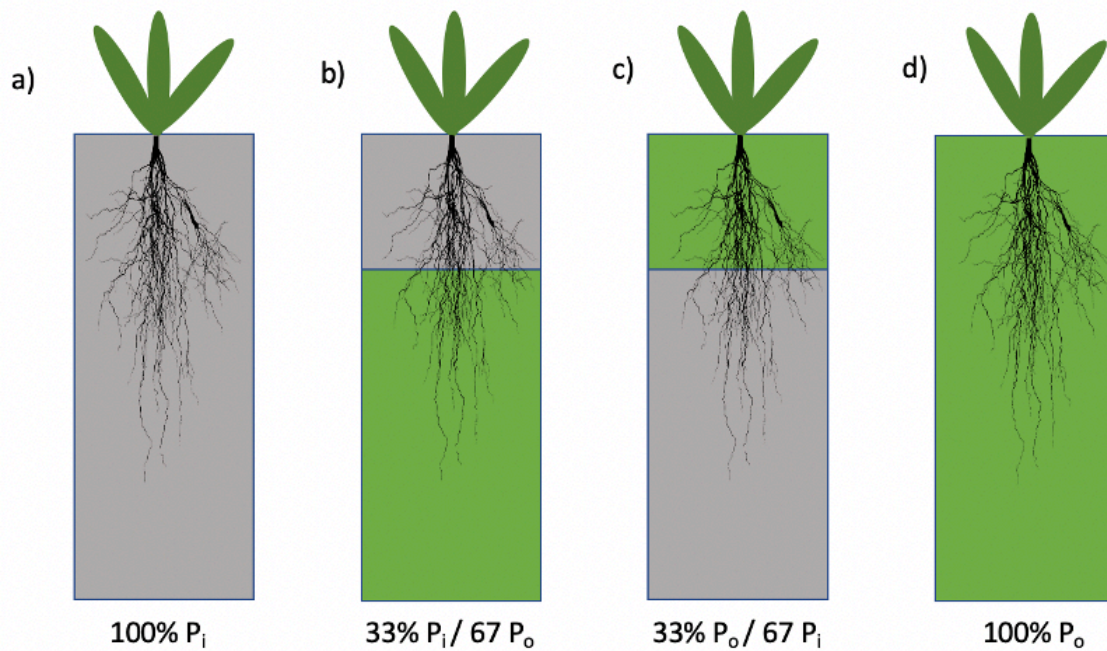 a)
b)
c)
d)
100% Pi
33% Pi / 67 Po
33% Po / 67 Pi
100% Po